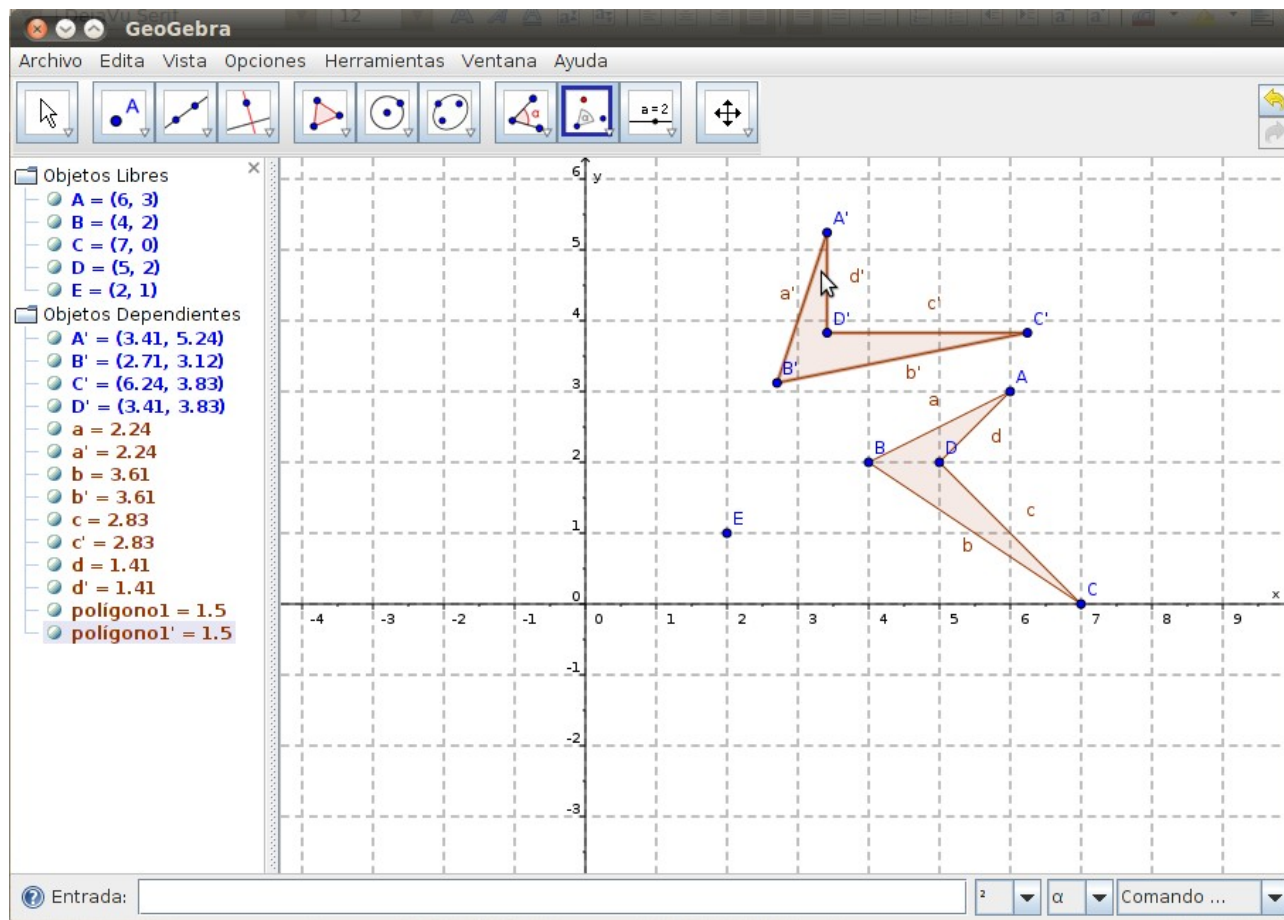 DejaVu Serif 12
GeoGebra
Archivo Edita Vista Opciones Herramientas Ventana Ayuda
A α a=2
Objetos Libres
A = (6, 3)
B = (4, 2)
C = (7, 0)
D = (5, 2)
E = (2, 1)
Objetos Dependientes
A' = (3.41, 5.24)
B' = (2.71, 3.12)
C' = (6.24, 3.83)
D' = (3.41, 3.83)
a = 2.24
a' = 2.24
b = 3.61
b' = 3.61
c = 2.83
c' = 2.83
d = 1.41
d' = 1.41
polígono1 = 1.5
polígono1' = 1.5
6 y
A'
5
a' d' c'
4
D' C'
B' b'
3 A
a
d
B D
2
c
E
1
b
C
0 x
-4 -3 -2 -1 0 1 2 3 4 5 6 7 8 9
-1
-2
-3
Entrada: ² α Comando ...